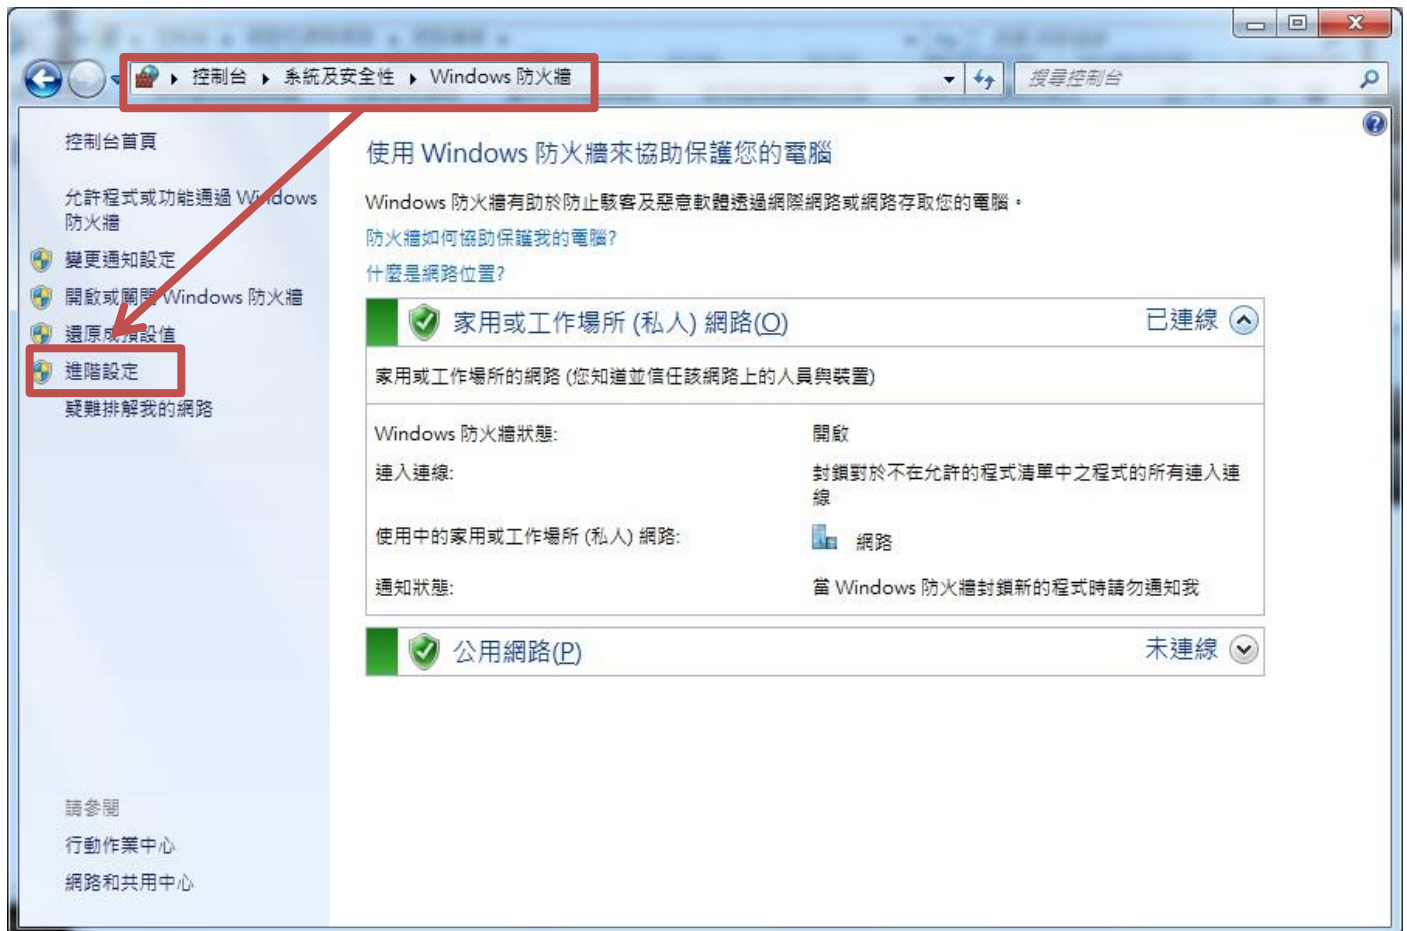 控制台 ▸ 系統及安全性 ▸ Windows 防火牆
搜尋控制台
控制台首頁
允許程式或功能通過 Windows
防火牆
變更通知設定
開啟或關閉 Windows 防火牆
還原成預設值
進階設定
疑難排解我的網路
請參閱
行動作業中心
網路和共用中心
使用 Windows 防火牆來協助保護您的電腦
Windows 防火牆有助於防止駭客及惡意軟體透過網際網路或網路存取您的電腦。
防火牆如何協助保護我的電腦?
什麼是網路位置?
家用或工作場所 (私人) 網路(O) 已連線
家用或工作場所的網路 (您知道並信任該網路上的人員與裝置)
Windows 防火牆狀態: 開啟
連入連線: 封鎖對於不在允許的程式清單中之程式的所有連入連
線
使用中的家用或工作場所 (私人) 網路: 網路
通知狀態: 當 Windows 防火牆封鎖新的程式時請勿通知我
公用網路(P) 未連線